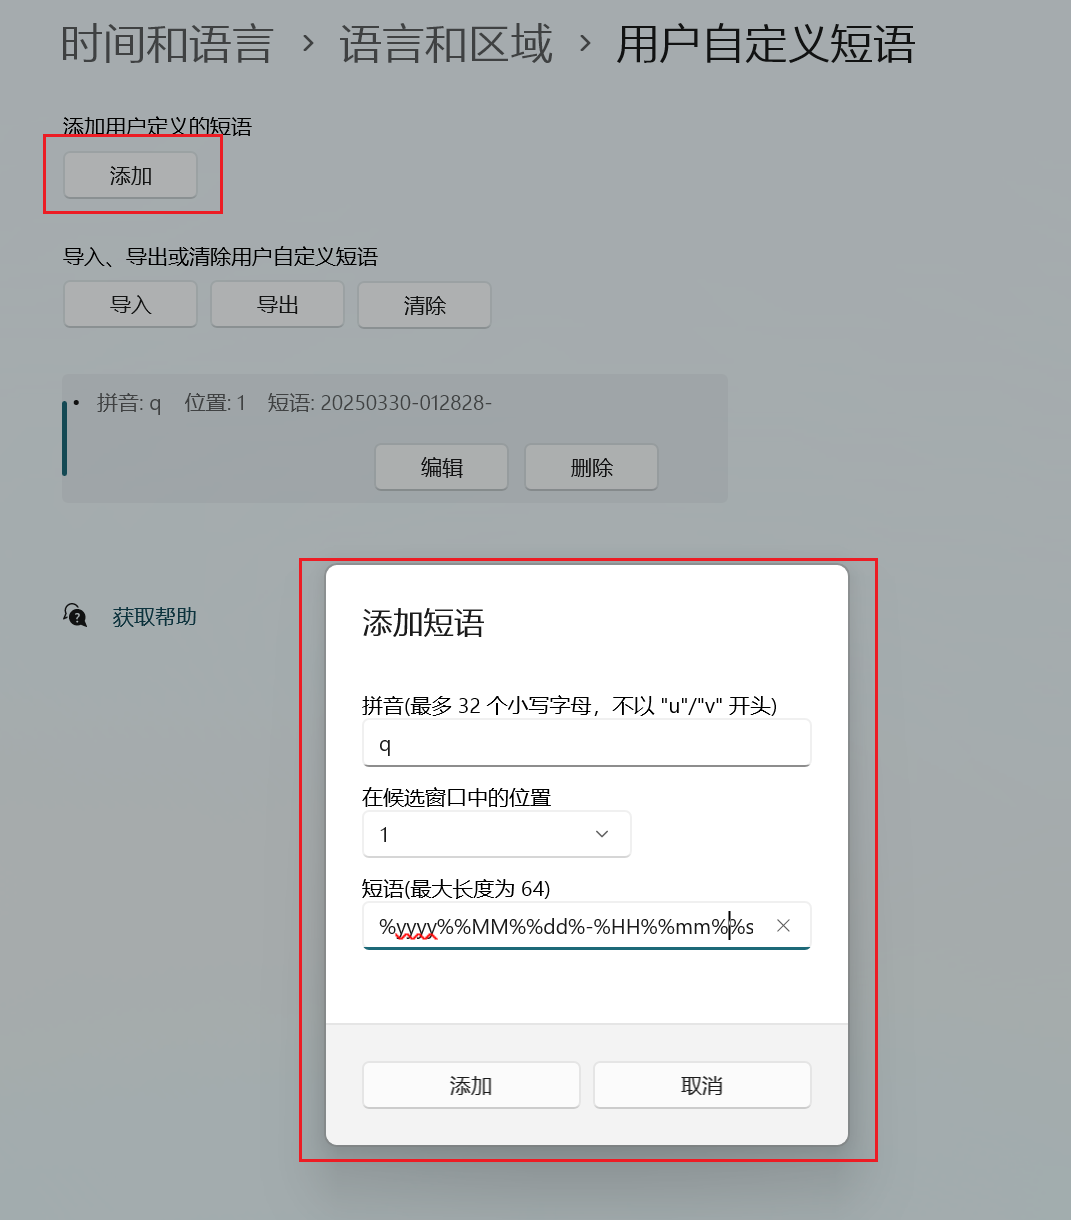 时间和语言 › 语言和区域 › 用户自定义短语
添加用户定义的短语
添加
导入、导出或清除用户自定义短语
导入 导出 清除
• 拼音: q 位置: 1 短语: 20250330-012828-
编辑 删除
获取帮助
添加短语
拼音(最多 32 个小写字母，不以 "u"/"v" 开头)
q
在候选窗口中的位置
1
短语(最大长度为 64)
%yyyy%%MM%%dd%-%HH%%mm%%s
添加 取消